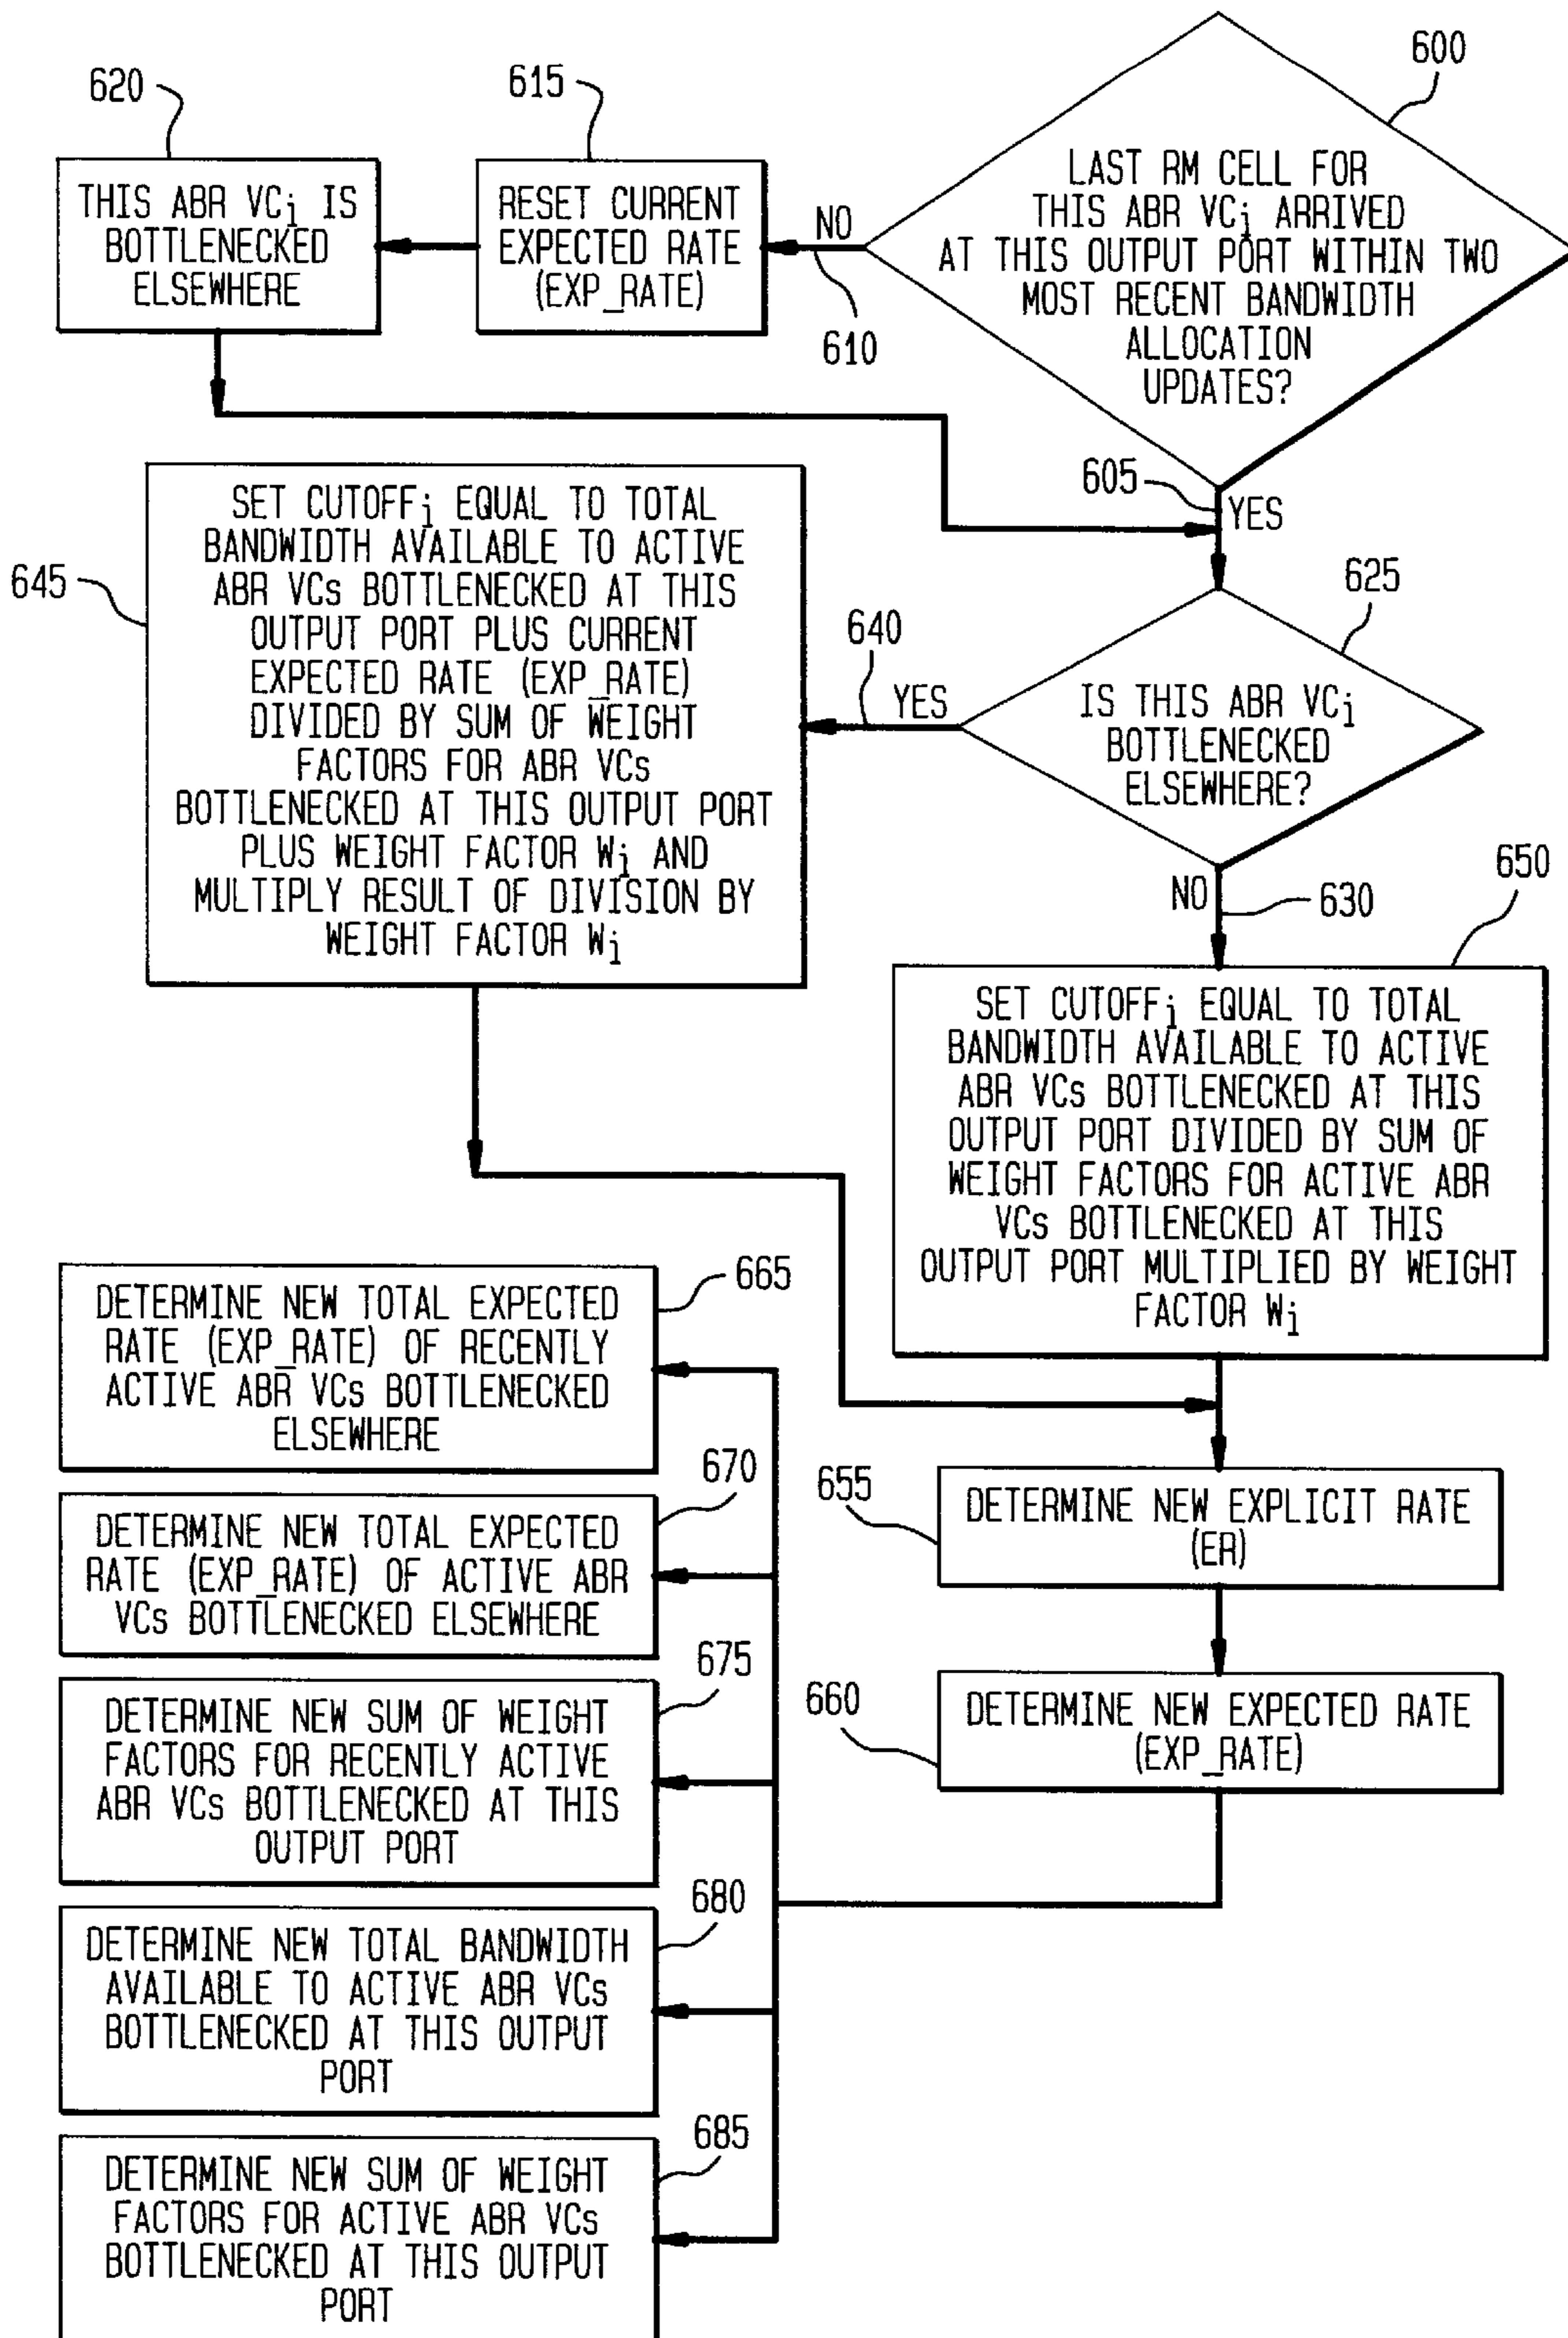 600
LAST RM CELL FOR
THIS ABR VCi ARRIVED
AT THIS OUTPUT PORT WITHIN TWO
MOST RECENT BANDWIDTH
ALLOCATION
UPDATES?
NO
610
615
RESET CURRENT
EXPECTED RATE
(EXP_RATE)
620
THIS ABR VCi IS
BOTTLENECKED
ELSEWHERE
605
YES
625
IS THIS ABR VCi
BOTTLENECKED
ELSEWHERE?
640
YES
645
SET CUTOFFi EQUAL TO TOTAL
BANDWIDTH AVAILABLE TO ACTIVE
ABR VCs BOTTLENECKED AT THIS
OUTPUT PORT PLUS CURRENT
EXPECTED RATE (EXP_RATE)
DIVIDED BY SUM OF WEIGHT
FACTORS FOR ABR VCs
BOTTLENECKED AT THIS OUTPUT PORT
PLUS WEIGHT FACTOR Wi AND
MULTIPLY RESULT OF DIVISION BY
WEIGHT FACTOR Wi
NO
630
650
SET CUTOFFi EQUAL TO TOTAL
BANDWIDTH AVAILABLE TO ACTIVE
ABR VCs BOTTLENECKED AT THIS
OUTPUT PORT DIVIDED BY SUM OF
WEIGHT FACTORS FOR ACTIVE ABR
VCs BOTTLENECKED AT THIS
OUTPUT PORT MULTIPLIED BY WEIGHT
FACTOR Wi
655
DETERMINE NEW EXPLICIT RATE
(ER)
660
DETERMINE NEW EXPECTED RATE
(EXP_RATE)
665
DETERMINE NEW TOTAL EXPECTED
RATE (EXP_RATE) OF RECENTLY
ACTIVE ABR VCs BOTTLENECKED
ELSEWHERE
670
DETERMINE NEW TOTAL EXPECTED
RATE (EXP_RATE) OF ACTIVE ABR
VCs BOTTLENECKED ELSEWHERE
675
DETERMINE NEW SUM OF WEIGHT
FACTORS FOR RECENTLY ACTIVE
ABR VCs BOTTLENECKED AT THIS
OUTPUT PORT
680
DETERMINE NEW TOTAL BANDWIDTH
AVAILABLE TO ACTIVE ABR VCs
BOTTLENECKED AT THIS OUTPUT
PORT
685
DETERMINE NEW SUM OF WEIGHT
FACTORS FOR ACTIVE ABR VCs
BOTTLENECKED AT THIS OUTPUT
PORT